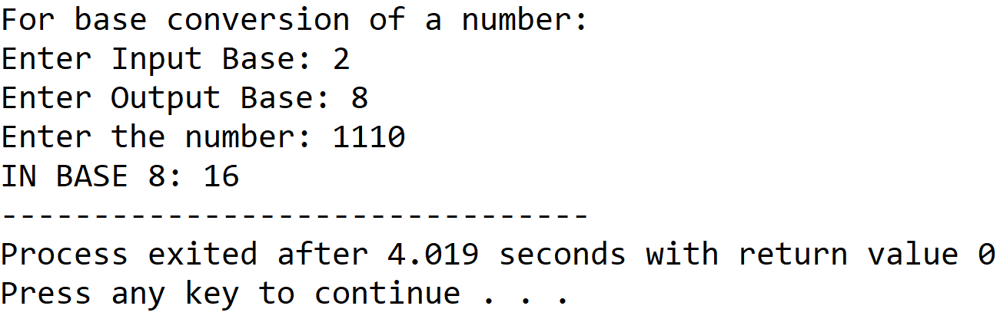 For base conversion of a number:
Enter Input Base: 2
Enter Output Base: 8
Enter the number: 1110
IN BASE 8: 16
--------------------------------
Process exited after 4.019 seconds with return value 0
Press any key to continue . . .